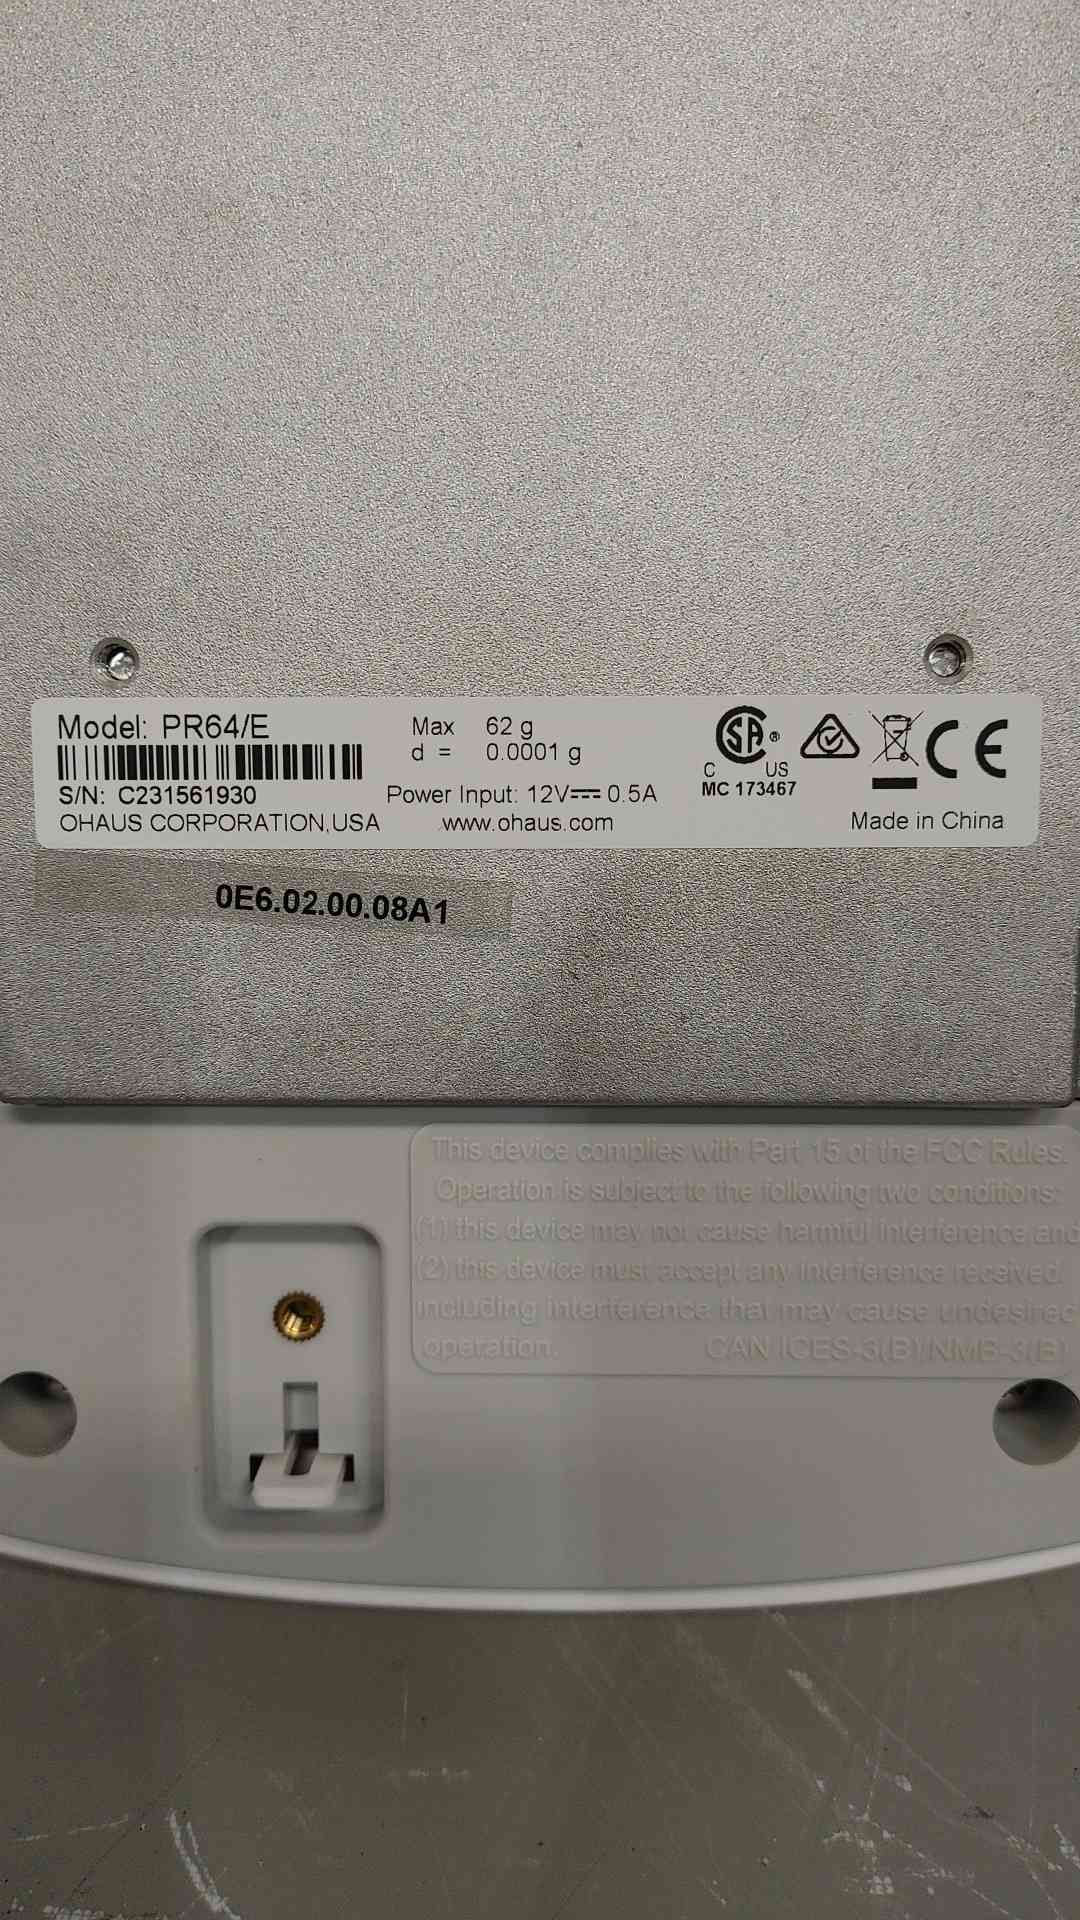 Model: PR64/E
Max 62 g
d = 0.0001 g
S/N: C231561930
Power Input: 12V⎓ 0.5A
OHAUS CORPORATION,USA
www.ohaus.com
SA®
C US
MC 173467
CE
Made in China
0E6.02.00.08A1
This device complies with Part 15 of the FCC Rules.
Operation is subject to the following two conditions:
(1) this device may not cause harmful interference and
(2) this device must accept any interference received.
including interference that may cause undesired
operation. CAN ICES-3(B)/NMB-3(B)